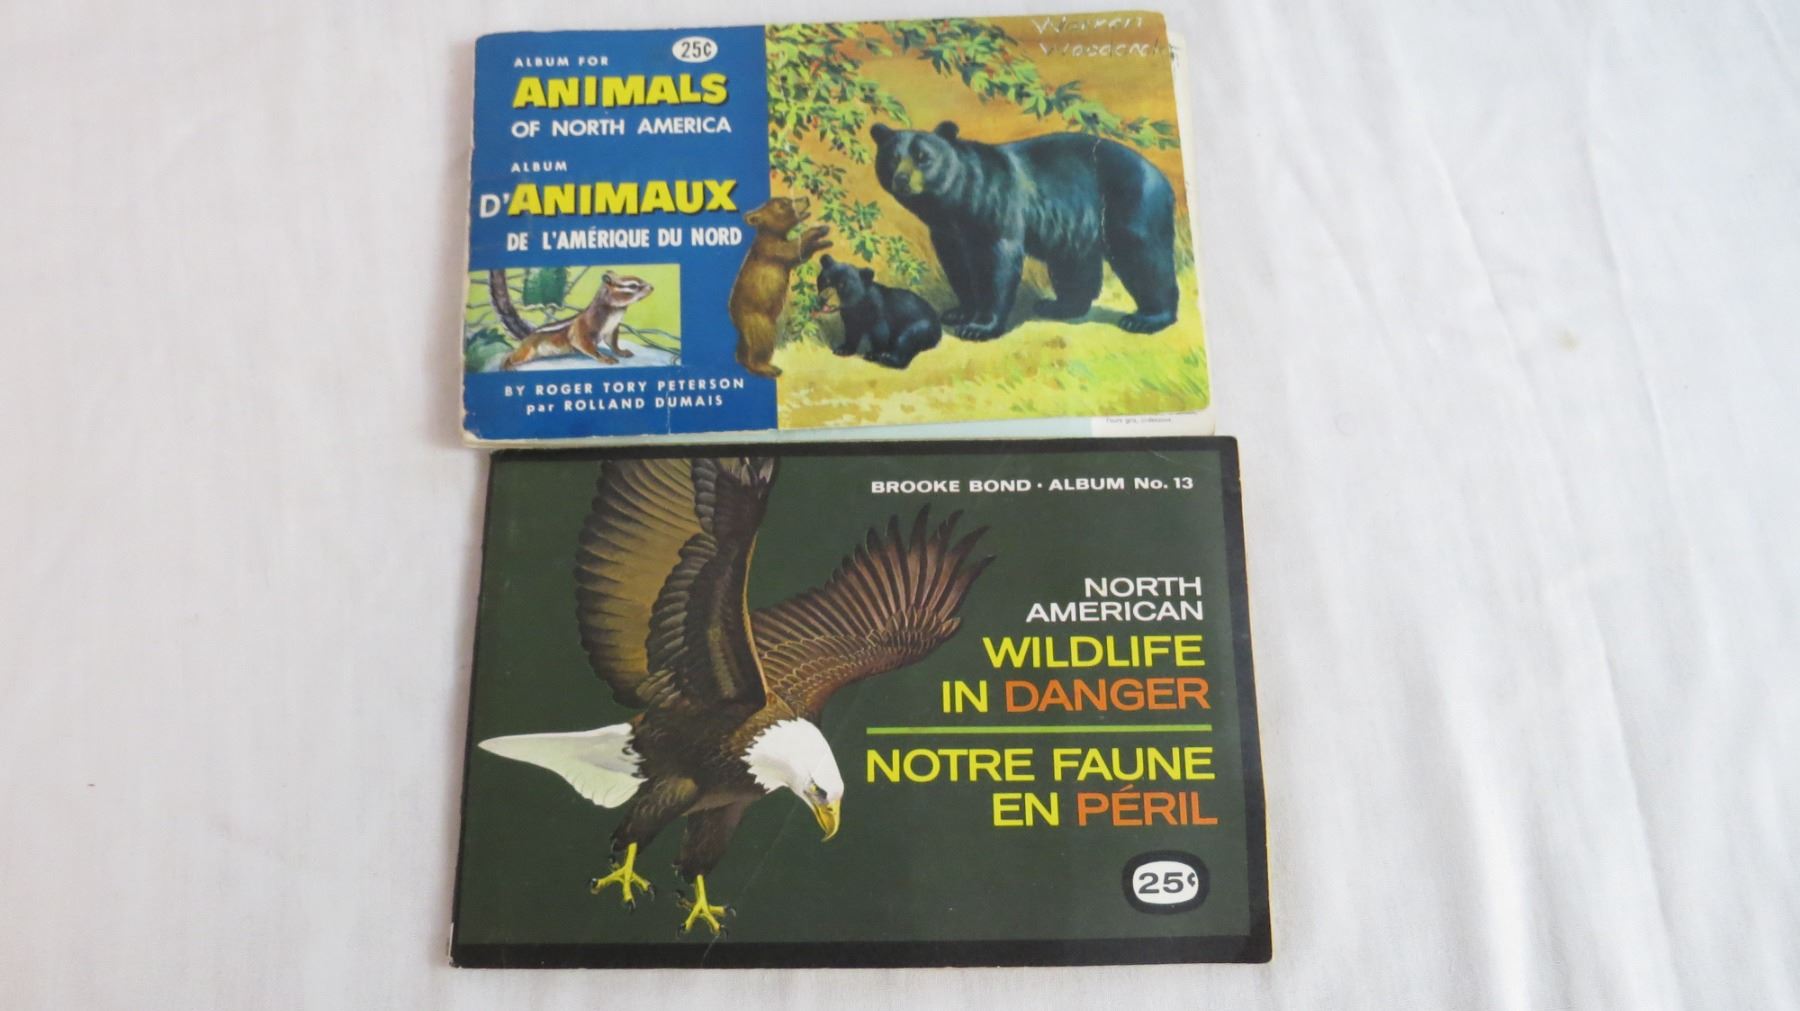 25¢
ALBUM FOR
ANIMALS
OF NORTH AMERICA
ALBUM
D'ANIMAUX
DE L'AMÉRIQUE DU NORD
BY ROGER TORY PETERSON
par ROLLAND DUMAIS
Warren
BROOKE BOND · ALBUM No. 13
NORTH
AMERICAN
WILDLIFE
IN DANGER
NOTRE FAUNE
EN PÉRIL
25¢